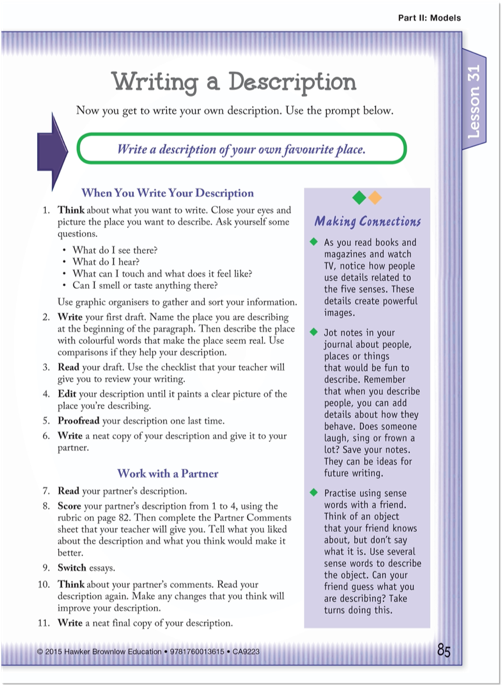 Part II: Models
Lesson 31
Writing a Description
Now you get to write your own description. Use the prompt below.
Write a description of your own favourite place.
When You Write Your Description
1. Think about what you want to write. Close your eyes and
picture the place you want to describe. Ask yourself some
questions.
• What do I see there?
• What do I hear?
• What can I touch and what does it feel like?
• Can I smell or taste anything there?
Use graphic organisers to gather and sort your information.
2. Write your first draft. Name the place you are describing
at the beginning of the paragraph. Then describe the place
with colourful words that make the place seem real. Use
comparisons if they help your description.
3. Read your draft. Use the checklist that your teacher will
give you to review your writing.
4. Edit your description until it paints a clear picture of the
place you're describing.
5. Proofread your description one last time.
6. Write a neat copy of your description and give it to your
partner.
Work with a Partner
7. Read your partner's description.
8. Score your partner's description from 1 to 4, using the
rubric on page 82. Then complete the Partner Comments
sheet that your teacher will give you. Tell what you liked
about the description and what you think would make it
better.
9. Switch essays.
10. Think about your partner's comments. Read your
description again. Make any changes that you think will
improve your description.
11. Write a neat final copy of your description.
Making Connections
As you read books and
magazines and watch
TV, notice how people
use details related to
the five senses. These
details create powerful
images.
Jot notes in your
journal about people,
places or things
that would be fun to
describe. Remember
that when you describe
people, you can add
details about how they
behave. Does someone
laugh, sing or frown a
lot? Save your notes.
They can be ideas for
future writing.
Practise using sense
words with a friend.
Think of an object
that your friend knows
about, but don't say
what it is. Use several
sense words to describe
the object. Can your
friend guess what you
are describing? Take
turns doing this.
© 2015 Hawker Brownlow Education • 9781760013615 • CA9223
85